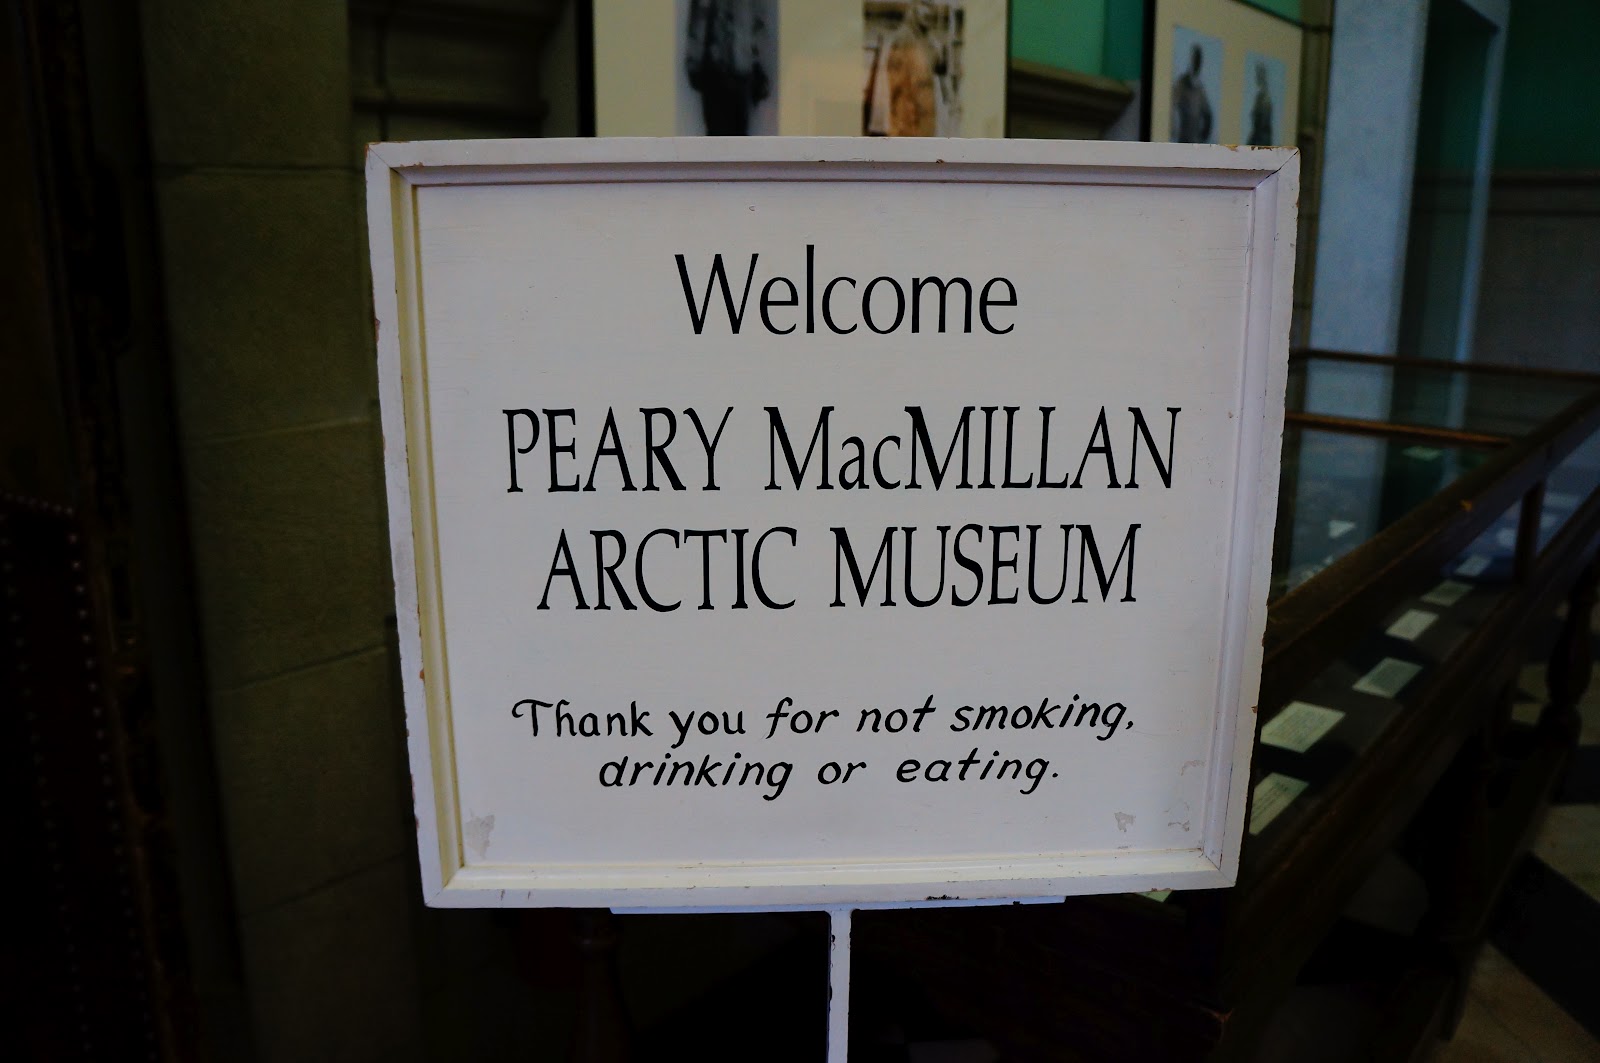 Welcome
PEARY MacMILLAN
ARCTIC MUSEUM
Thank you for not smoking,
drinking or eating.